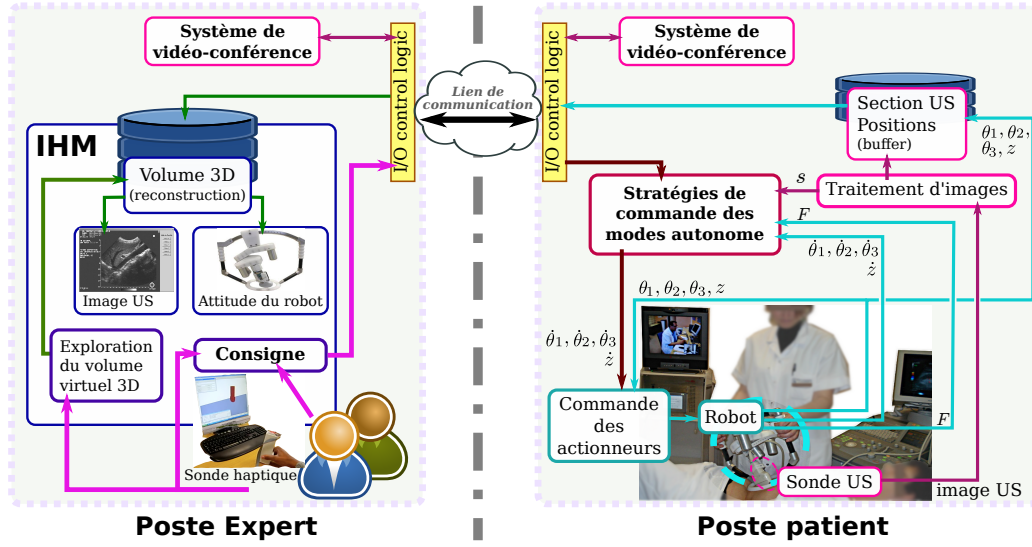 Système de
vidéo-conférence
I/O control logic
IHM
Volume 3D
(reconstruction)
Image US
Attitude du robot
Exploration
du volume
virtuel 3D
Consigne
Sonde haptique
Poste Expert
Lien de
communication
I/O control logic
Système de
vidéo-conférence
Section US
Positions
(buffer)
θ₁, θ₂,
θ₃, z
Stratégies de
commande des
modes autonome
s
Traitement d'images
F
θ̇₁, θ̇₂, θ̇₃
ż
θ₁, θ₂, θ₃, z
θ̇₁, θ̇₂, θ̇₃
ż
Commande
des
actionneurs
Robot
F
Sonde US
image US
Poste patient